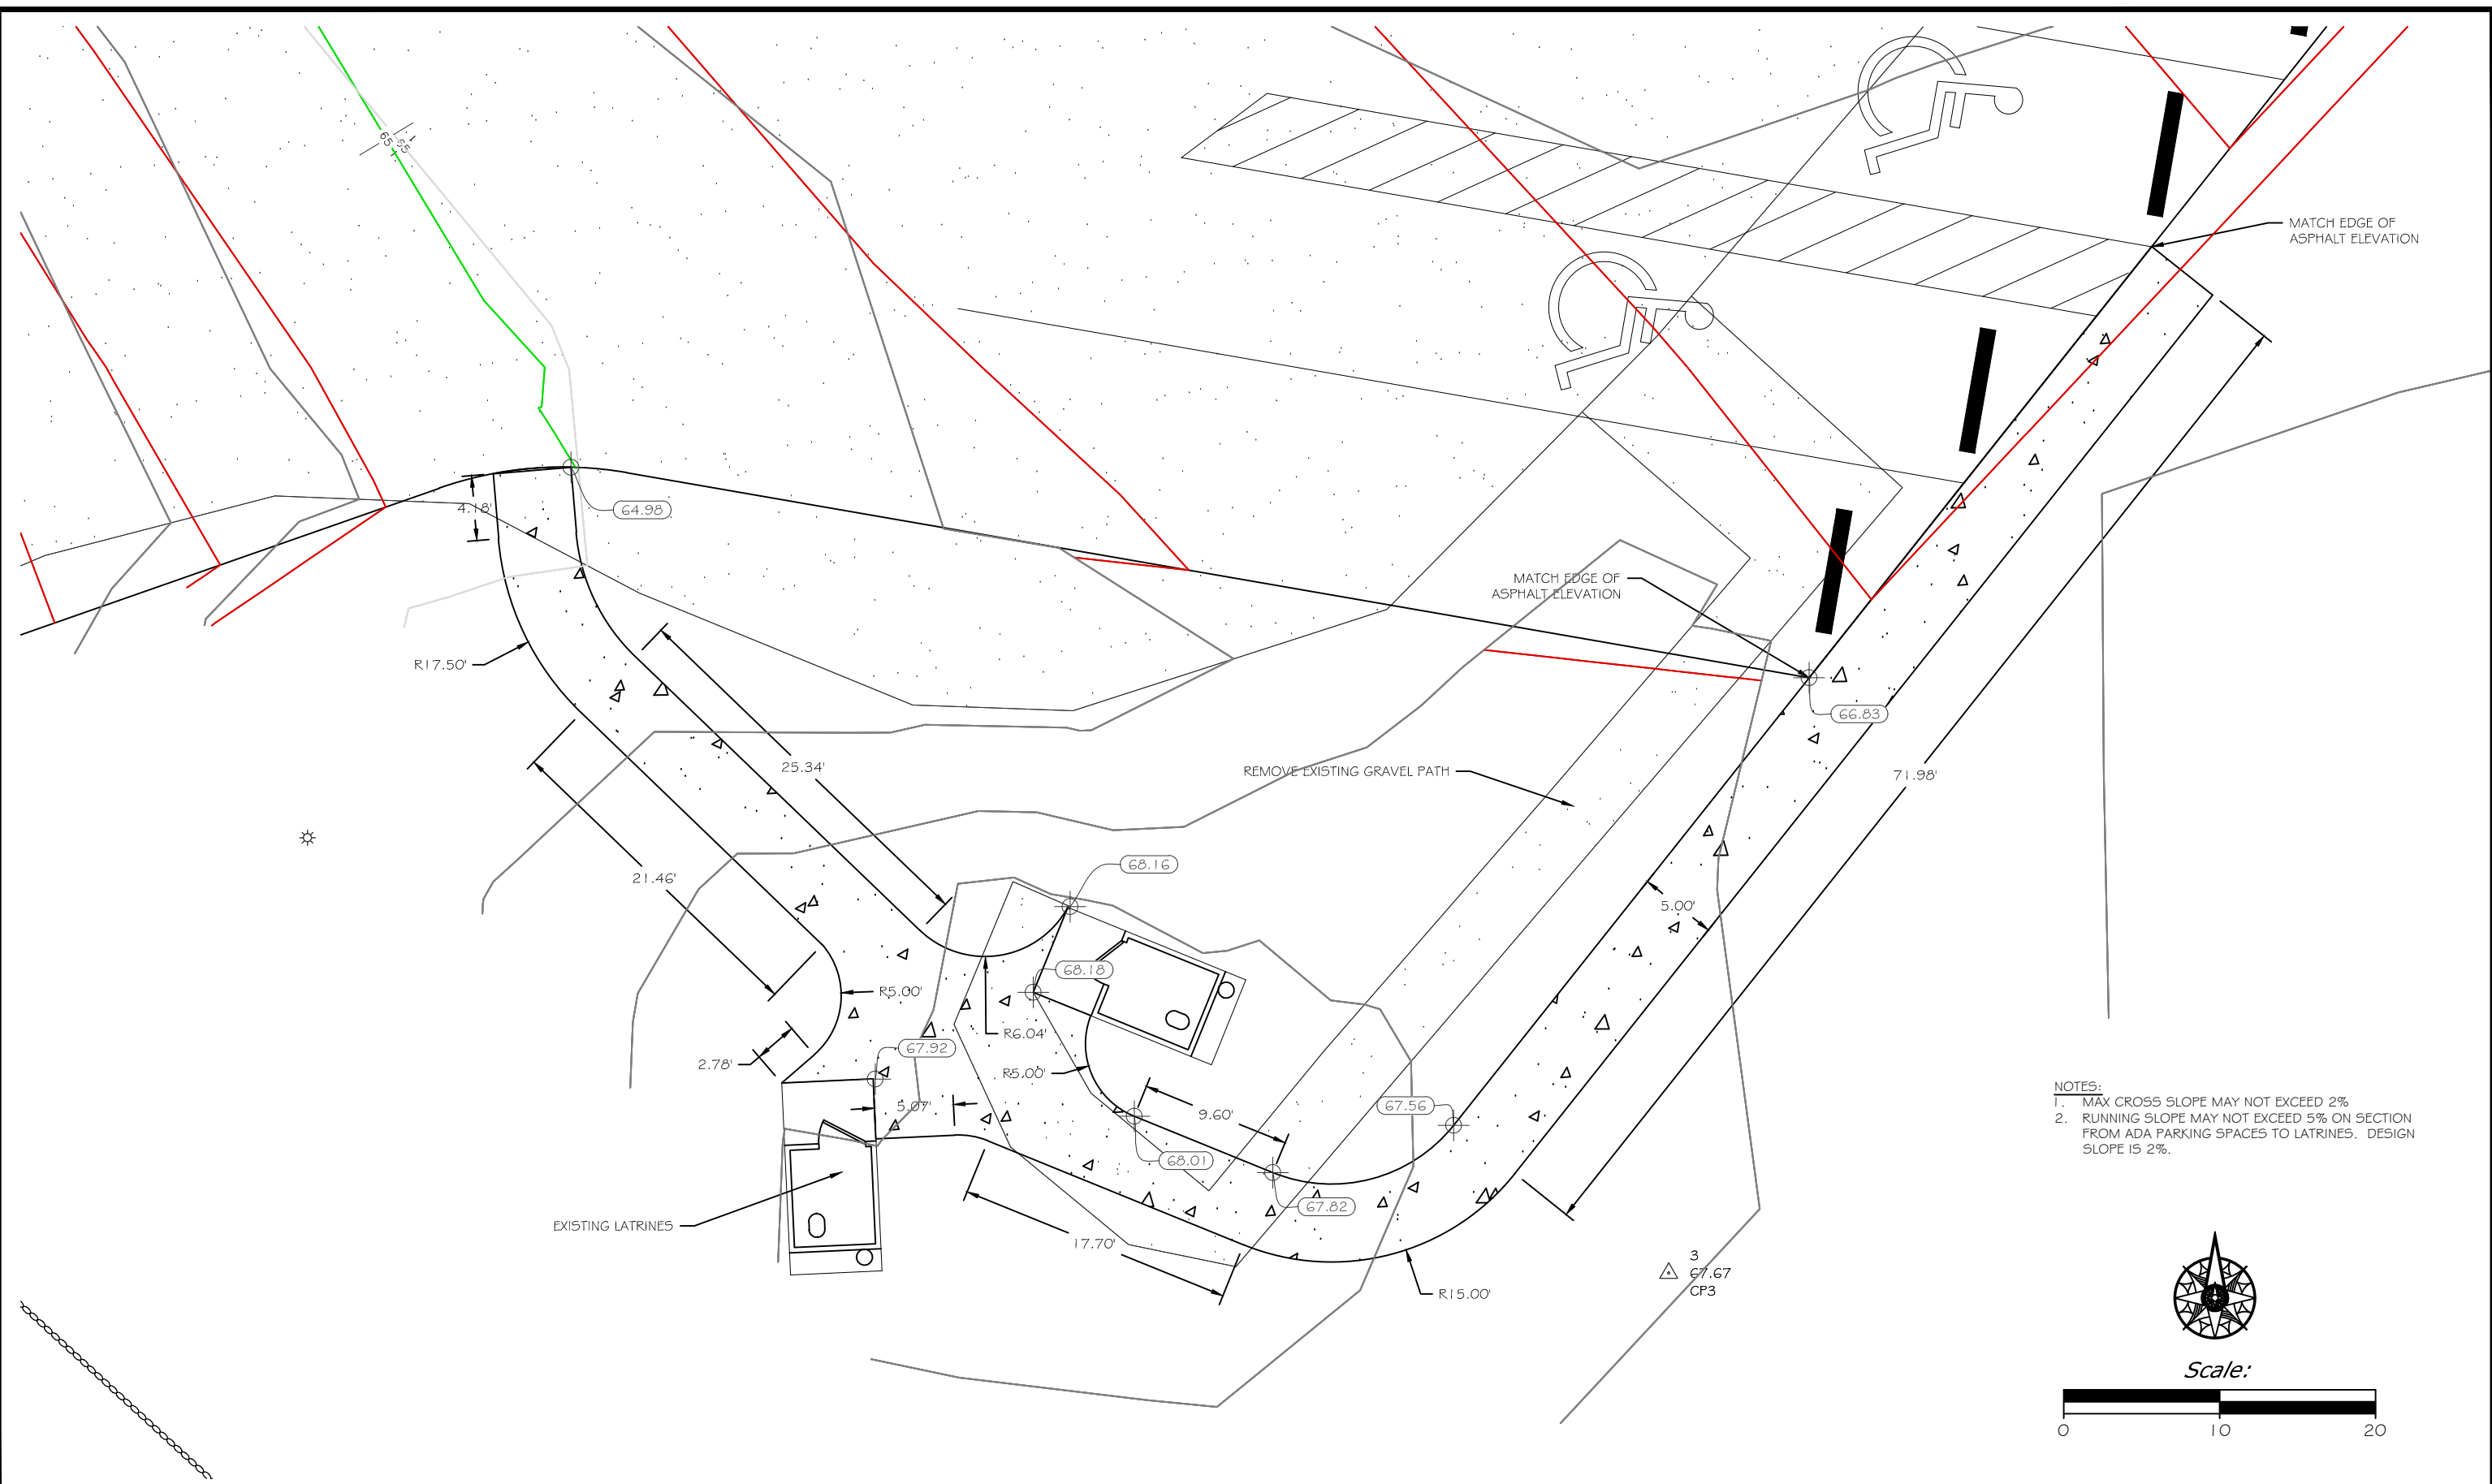 65
65
MATCH EDGE OF
ASPHALT ELEVATION
4.18'
64.98
MATCH EDGE OF
ASPHALT ELEVATION
R17.50'
66.83
25.34'
REMOVE EXISTING GRAVEL PATH
71.98'
68.16
21.46'
5.00'
68.18
R5.00'
R6.04'
67.92
2.78'
R5.00'
5.07'
9.60'
67.56
NOTES:
1. MAX CROSS SLOPE MAY NOT EXCEED 2%
2. RUNNING SLOPE MAY NOT EXCEED 5% ON SECTION
FROM ADA PARKING SPACES TO LATRINES. DESIGN
SLOPE IS 2%.
68.01
67.82
EXISTING LATRINES
17.70'
3
67.67
CP3
R15.00'
Scale:
0 10 20